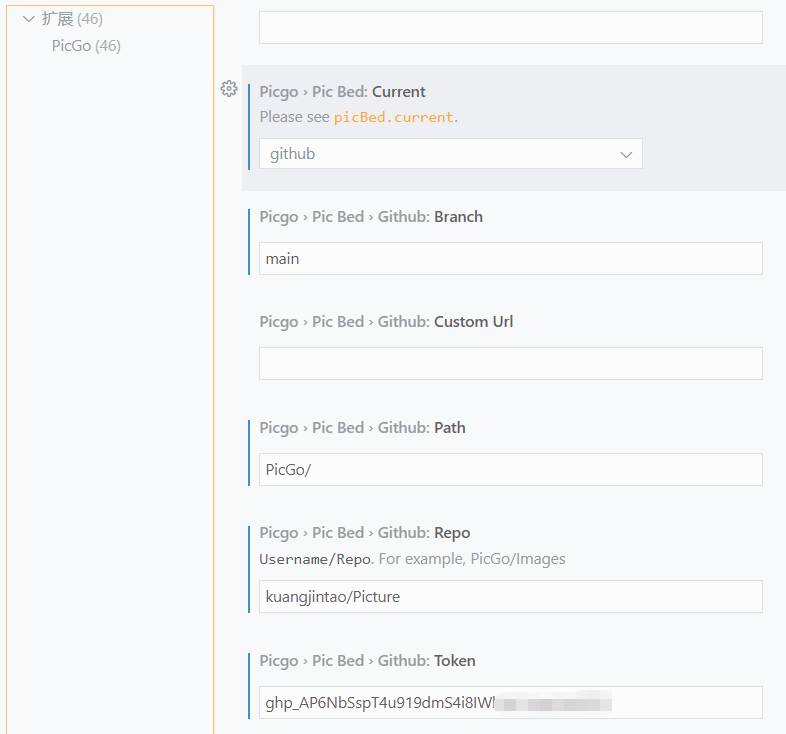 扩展 (46)
PicGo (46)
Picgo › Pic Bed: Current
Please see picBed.current.
github
Picgo › Pic Bed › Github: Branch
main
Picgo › Pic Bed › Github: Custom Url
Picgo › Pic Bed › Github: Path
PicGo/
Picgo › Pic Bed › Github: Repo
Username/Repo. For example, PicGo/Images
kuangjintao/Picture
Picgo › Pic Bed › Github: Token